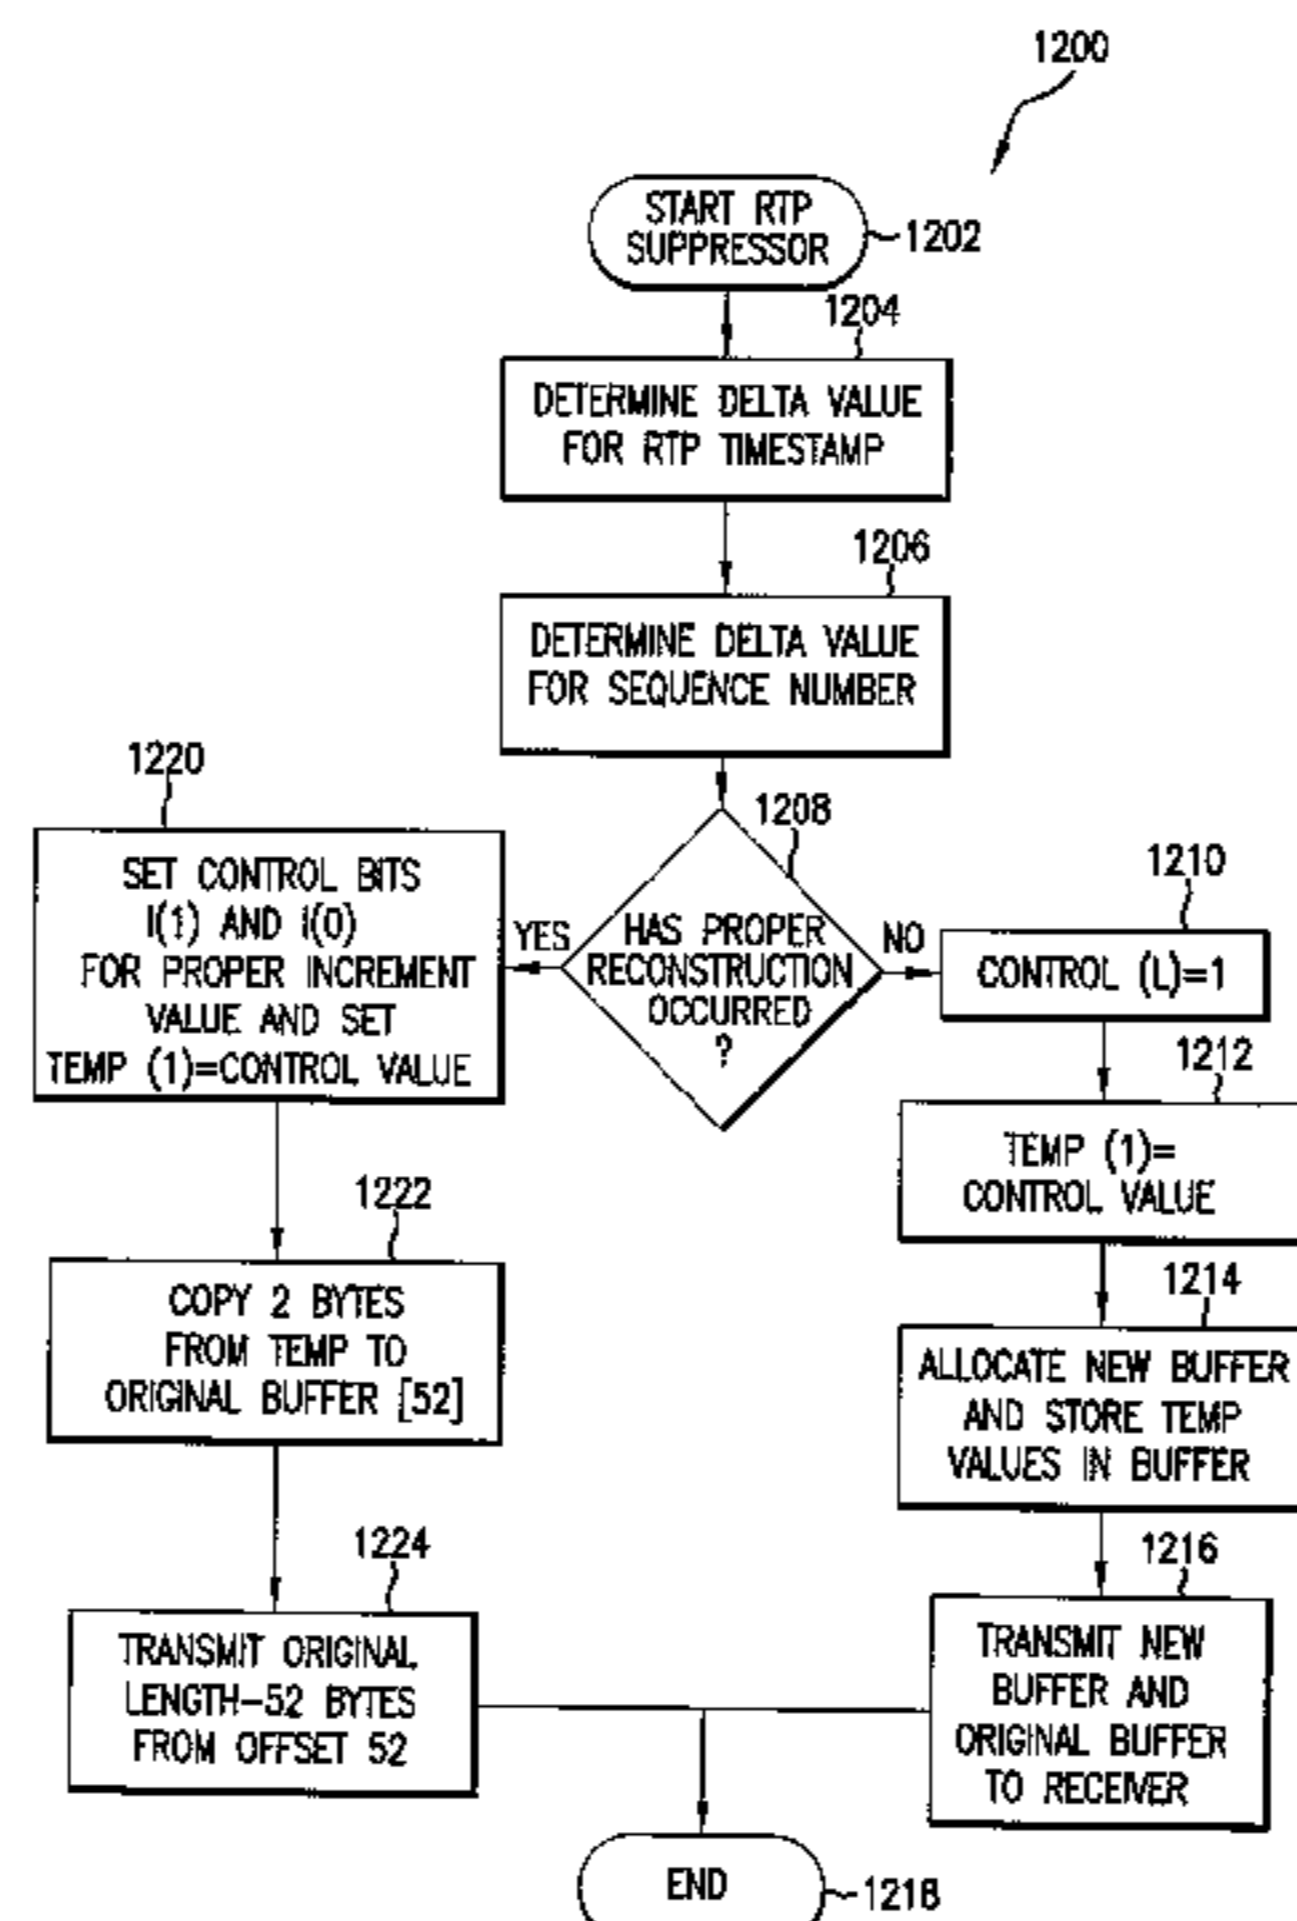 1200
START RTP
SUPPRESSOR
1202
1204
DETERMINE DELTA VALUE
FOR RTP TIMESTAMP
1206
DETERMINE DELTA VALUE
FOR SEQUENCE NUMBER
1208
HAS PROPER
RECONSTRUCTION
OCCURRED
?
YES
NO
1220
SET CONTROL BITS
I(1) AND I(0)
FOR PROPER INCREMENT
VALUE AND SET
TEMP (1)=CONTROL VALUE
1222
COPY 2 BYTES
FROM TEMP TO
ORIGINAL BUFFER [52]
1224
TRANSMIT ORIGINAL
LENGTH-52 BYTES
FROM OFFSET 52
1210
CONTROL (L)=1
1212
TEMP (1)=
CONTROL VALUE
1214
ALLOCATE NEW BUFFER
AND STORE TEMP
VALUES IN BUFFER
1216
TRANSMIT NEW
BUFFER AND
ORIGINAL BUFFER
TO RECEIVER
END
1218